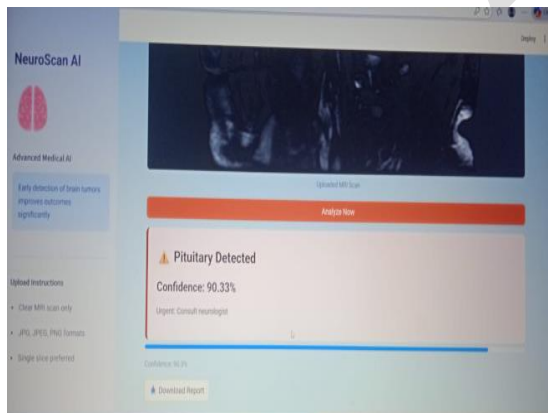 Deploy
NeuroScan AI
Advanced Medical AI
Early detection of brain tumors
improves outcomes
significantly
Uploaded MRI Scan
Analyze Now
⚠ Pituitary Detected
Confidence: 90.33%
Urgent: Consult neurologist
Upload Instructions
• Clear MRI scan only
• JPG, JPEG, PNG formats
• Single slice preferred
Download Report